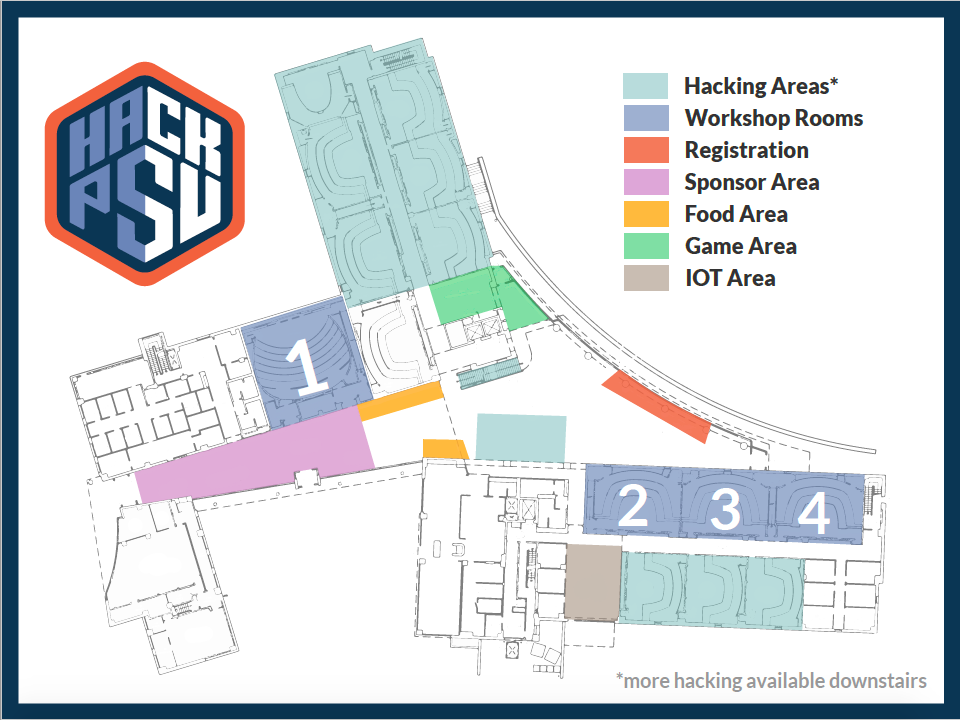 HACK
PSU
Hacking Areas*
Workshop Rooms
Registration
Sponsor Area
Food Area
Game Area
IOT Area
1
2 3 4
*more hacking available downstairs